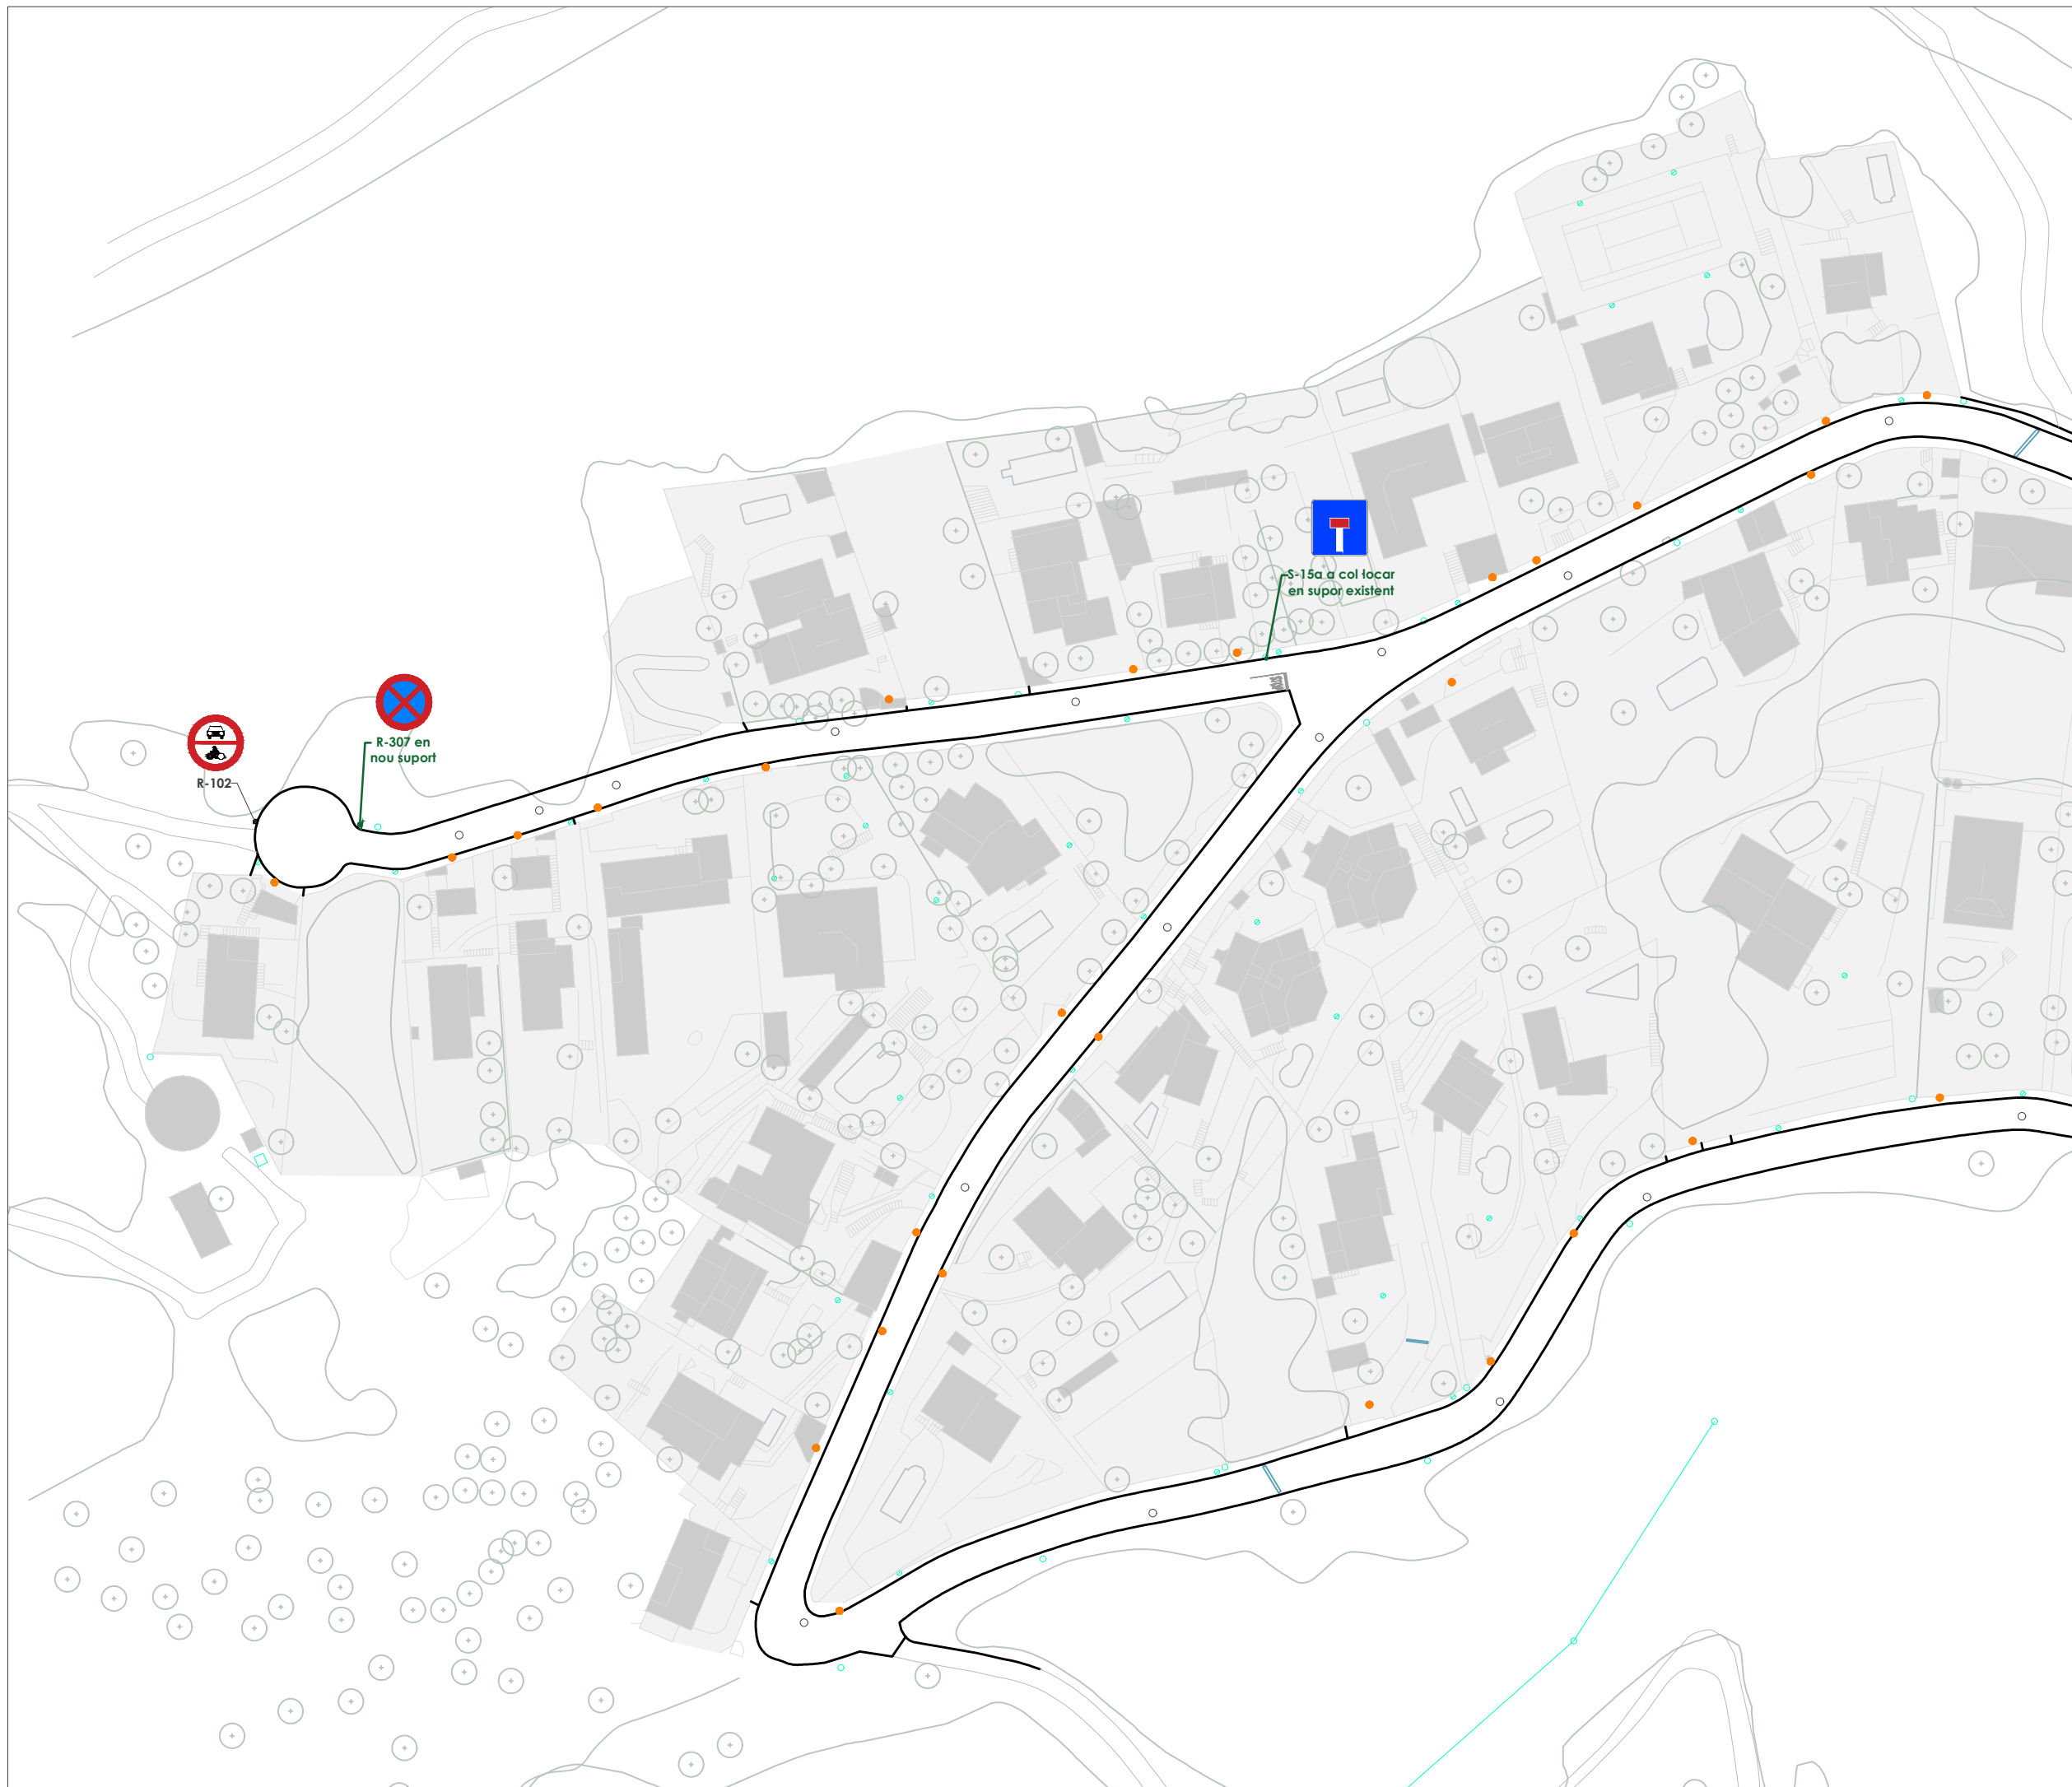 S-15a a col·locar
en supor existent
R-307 en
nou suport
R-102